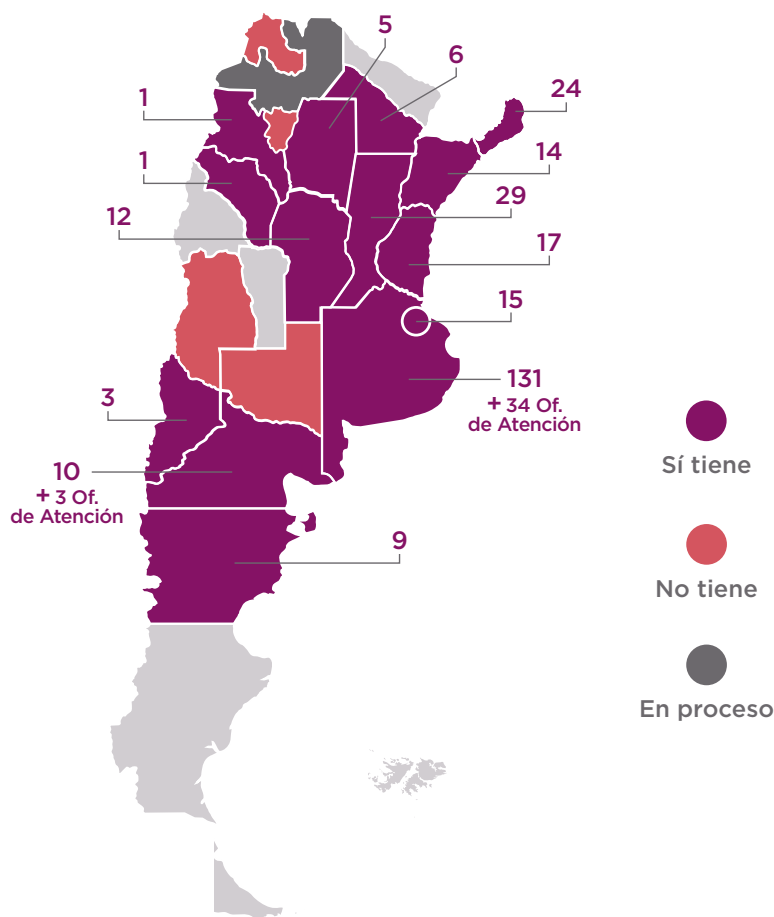 5
6
24
1
14
1
29
12
17
15
131
+ 34 Of.
de Atención
3
10
+ 3 Of.
de Atención
9
Sí tiene
No tiene
En proceso